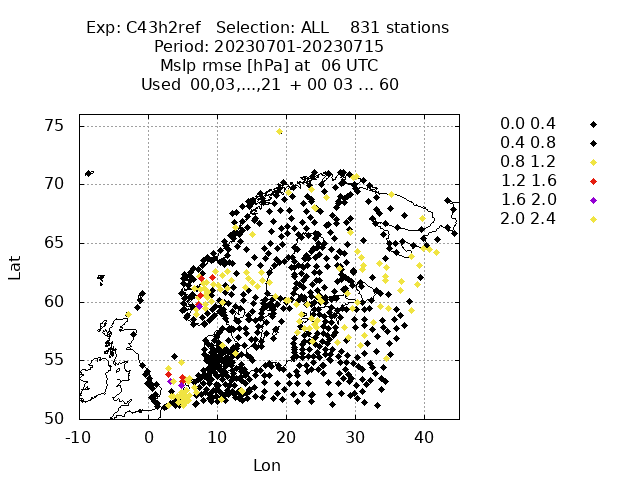 Exp: C43h2ref   Selection: ALL    831 stations
Period: 20230701-20230715
Mslp rmse [hPa] at  06 UTC
Used  00,03,...,21  + 00 03 ... 60
0.0 0.4
0.4 0.8
0.8 1.2
1.2 1.6
1.6 2.0
2.0 2.4
75
70
65
60
55
50
Lat
-10 0 10 20 30 40
Lon